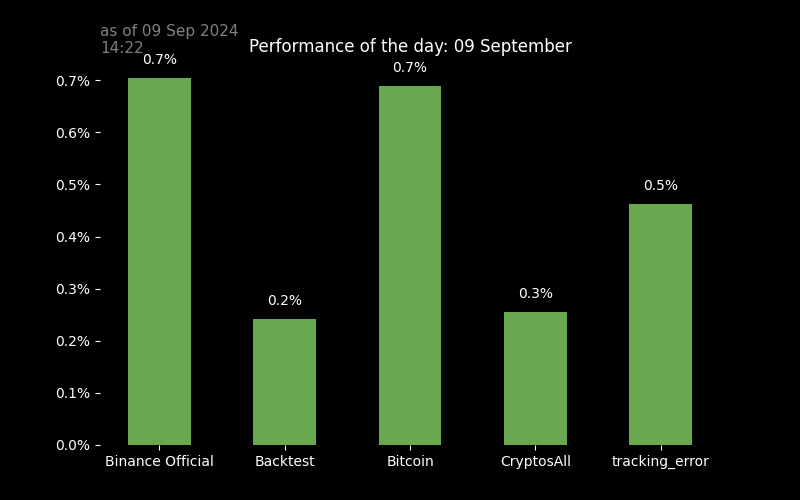 as of 09 Sep 2024
14:22
Performance of the day: 09 September
0.7%
0.7%
0.7%
0.6%
0.5%
0.5%
0.4%
0.3%
0.3%
0.2%
0.2%
0.1%
0.0%
Binance Official
Backtest
Bitcoin
CryptosAll
tracking_error